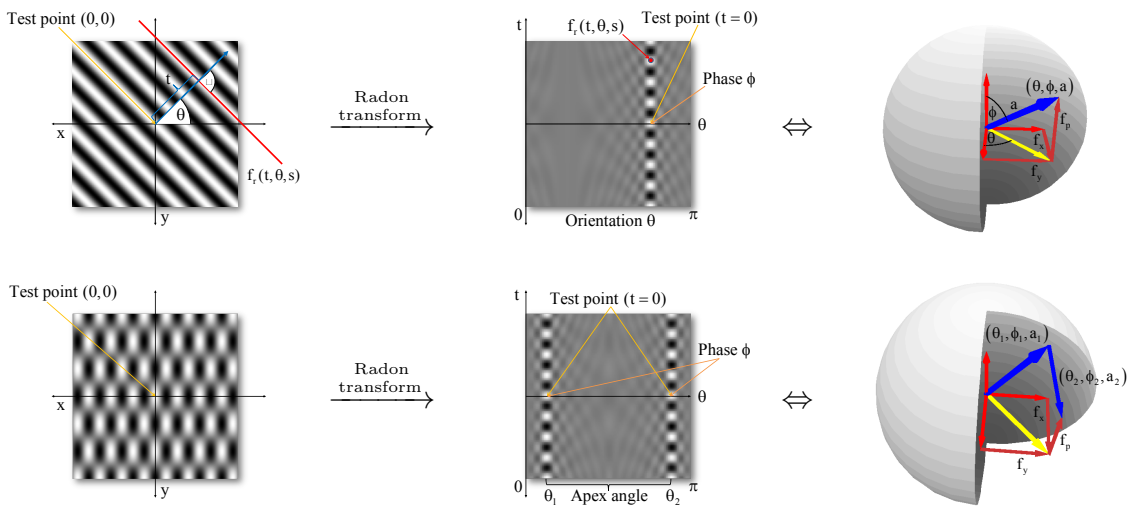 Test point (0, 0)
t
θ
x
y
f_r(t, θ, s)
Radon
transform
t
f_r(t, θ, s)
Test point (t = 0)
Phase ϕ
θ
0
Orientation θ
π
⇔
(θ, ϕ, a)
a
ϕ
θ
f_x
f_p
f_y
Test point (0, 0)
x
y
Radon
transform
t
Test point (t = 0)
Phase ϕ
θ
0
θ_1
Apex angle
θ_2
π
⇔
(θ_1, ϕ_1, a_1)
(θ_2, ϕ_2, a_2)
f_x
f_p
f_y